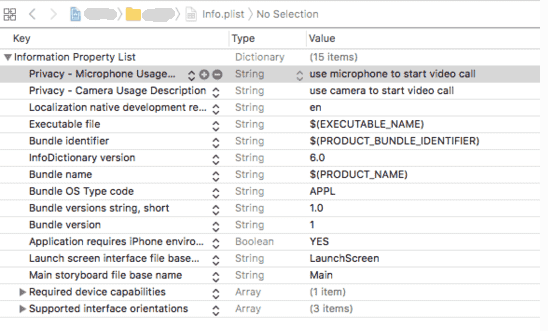 Info.plist No Selection
Key Type Value
Information Property List Dictionary (15 items)
Privacy - Microphone Usage... String use microphone to start video call
Privacy - Camera Usage Description String use camera to start video call
Localization native development re... String en
Executable file String $(EXECUTABLE_NAME)
Bundle identifier String $(PRODUCT_BUNDLE_IDENTIFIER)
InfoDictionary version String 6.0
Bundle name String $(PRODUCT_NAME)
Bundle OS Type code String APPL
Bundle versions string, short String 1.0
Bundle version String 1
Application requires iPhone enviro... Boolean YES
Launch screen interface file base... String LaunchScreen
Main storyboard file base name String Main
Required device capabilities Array (1 item)
Supported interface orientations Array (3 items)